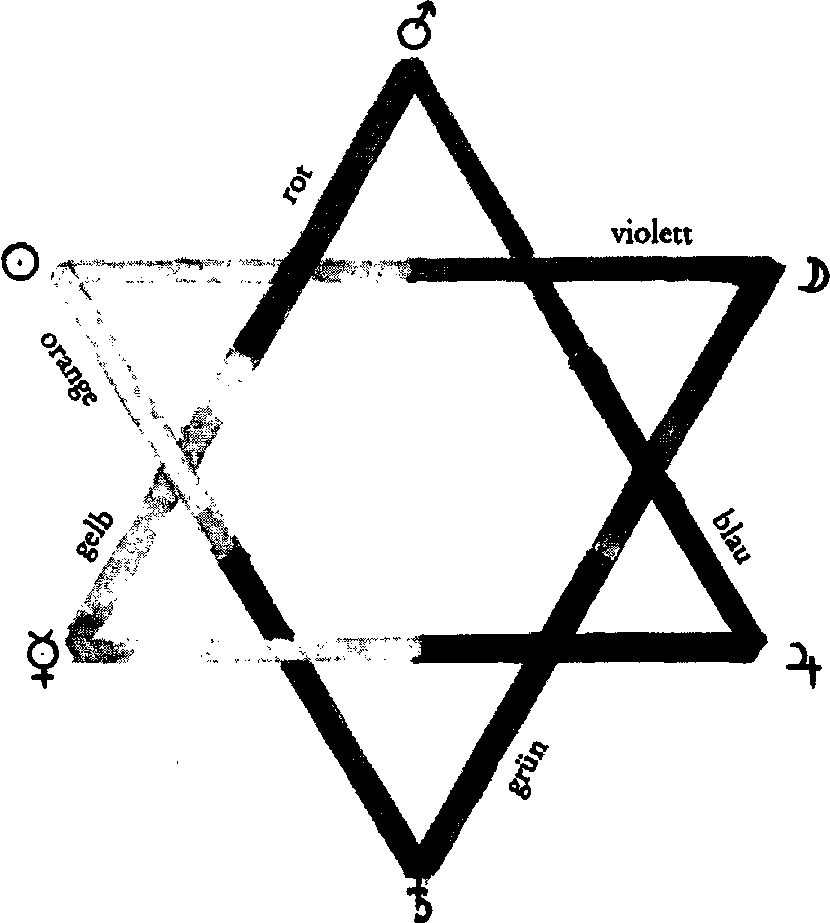 ♂
rot
violett
☉
☽
orange
gelb
blau
☿
♃
grün
♄